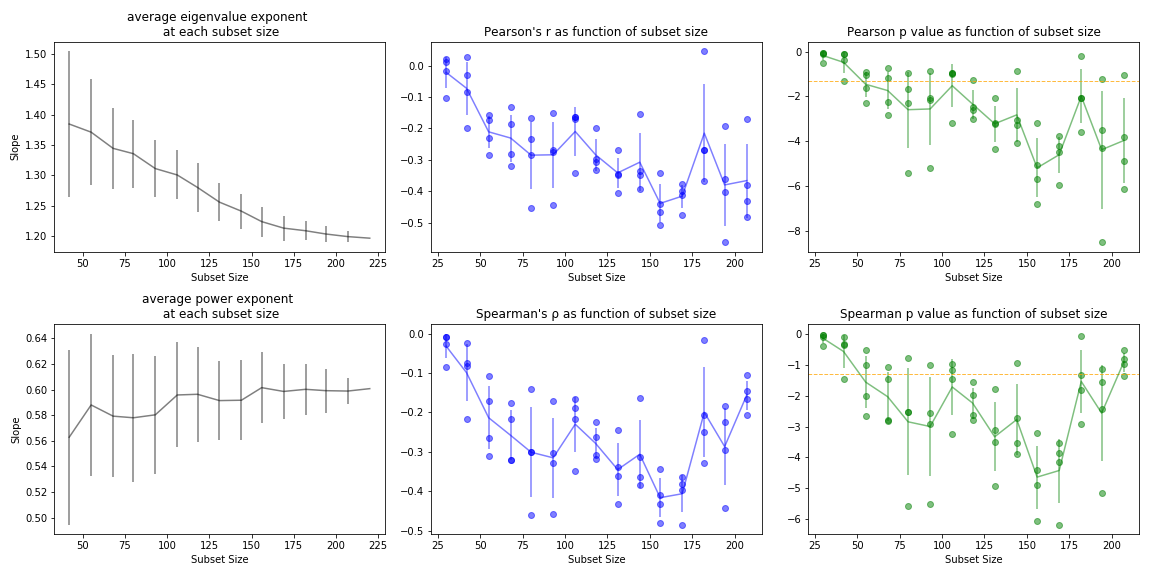 average eigenvalue exponent
at each subset size
1.50
1.45
1.40
1.35
1.30
1.25
1.20
Slope
50 75 100 125 150 175 200 225
Subset Size
Pearson's r as function of subset size
0.0
−0.1
−0.2
−0.3
−0.4
−0.5
25 50 75 100 125 150 175 200
Subset Size
Pearson p value as function of subset size
0
−2
−4
−6
−8
25 50 75 100 125 150 175 200
Subset Size
average power exponent
at each subset size
0.64
0.62
0.60
0.58
0.56
0.54
0.52
0.50
Slope
50 75 100 125 150 175 200 225
Subset Size
Spearman's ρ as function of subset size
0.0
−0.1
−0.2
−0.3
−0.4
−0.5
25 50 75 100 125 150 175 200
Subset Size
Spearman p value as function of subset size
0
−1
−2
−3
−4
−5
−6
25 50 75 100 125 150 175 200
Subset Size